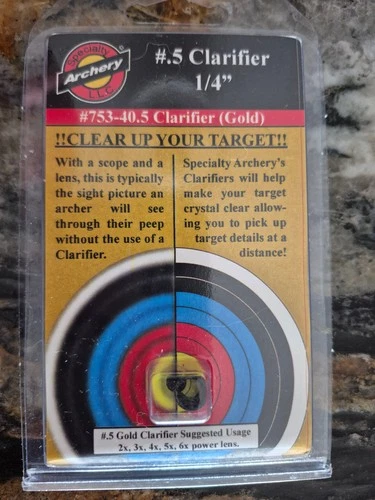 Specialty
Archery
LLC
®
#.5 Clarifier
1/4”
#753-40.5 Clarifier (Gold)
!!CLEAR UP YOUR TARGET!!
With a scope and a
lens, this is typically
the sight picture an
archer will see
through their peep
without the use of a
Clarifier.
Specialty Archery's
Clarifiers will help
make your target
crystal clear allow-
ing you to pick up
target details at a
distance!
#.5 Gold Clarifier Suggested Usage
2x, 3x, 4x, 5x, 6x power lens.